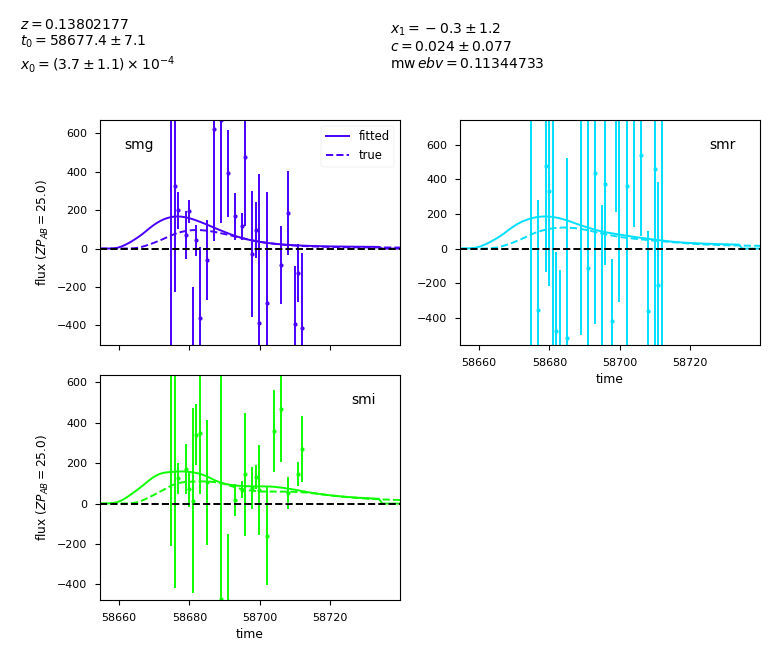 z = 0.13802177
t₀ = 58677.4 ± 7.1
x₀ = (3.7 ± 1.1) × 10⁻⁴
x₁ = −0.3 ± 1.2
c = 0.024 ± 0.077
mw ebv = 0.11344733
smg
fitted
true
600
400
200
0
−200
−400
flux (ZP_AB = 25.0)
smr
600
400
200
0
−200
−400
58660 58680 58700 58720
time
smi
600
400
200
0
−200
−400
flux (ZP_AB = 25.0)
58660 58680 58700 58720
time